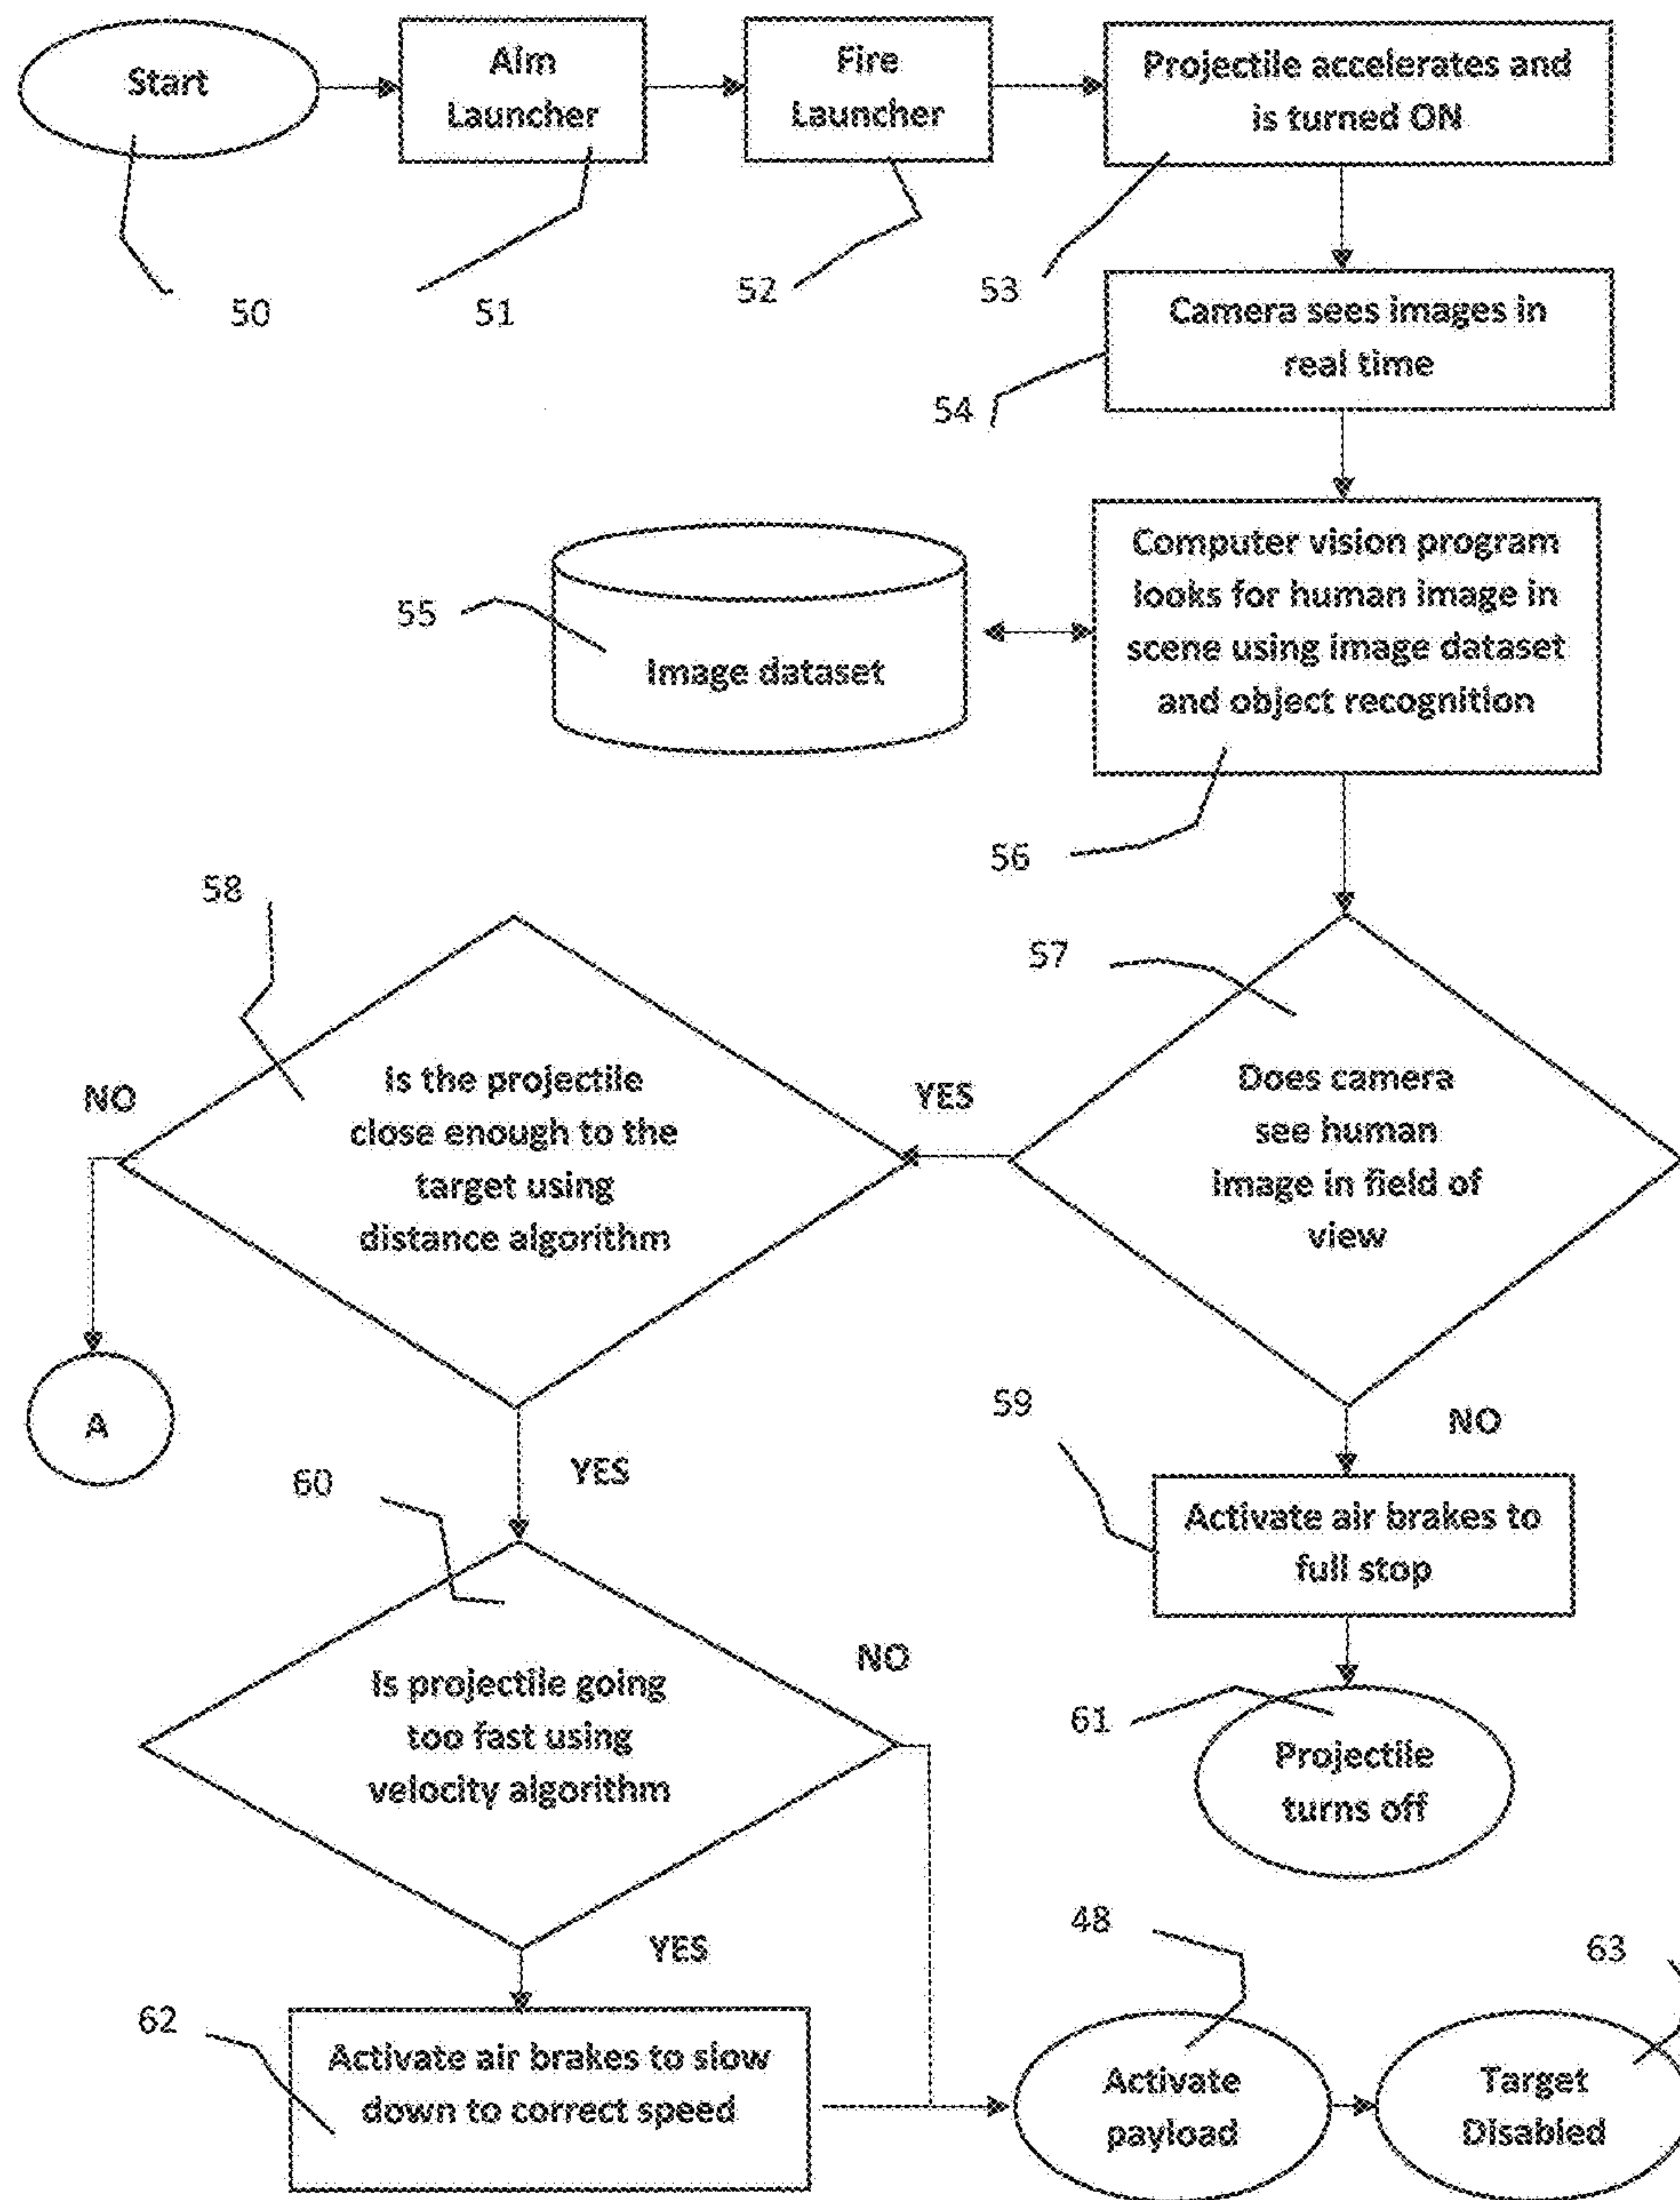 Start
Aim
Launcher
Fire
Launcher
Projectile accelerates and
is turned ON
50
51
52
53
Camera sees images in
real time
54
Computer vision program
looks for human image in
scene using image dataset
and object recognition
55
Image dataset
56
58
57
NO
Is the projectile
close enough to the
target using
distance algorithm
YES
Does camera
see human
image in field of
view
A
59
NO
60
YES
Activate air brakes to
full stop
Is projectile going
too fast using
velocity algorithm
NO
61
Projectile
turns off
YES
48
63
62
Activate air brakes to slow
down to correct speed
Activate
payload
Target
Disabled